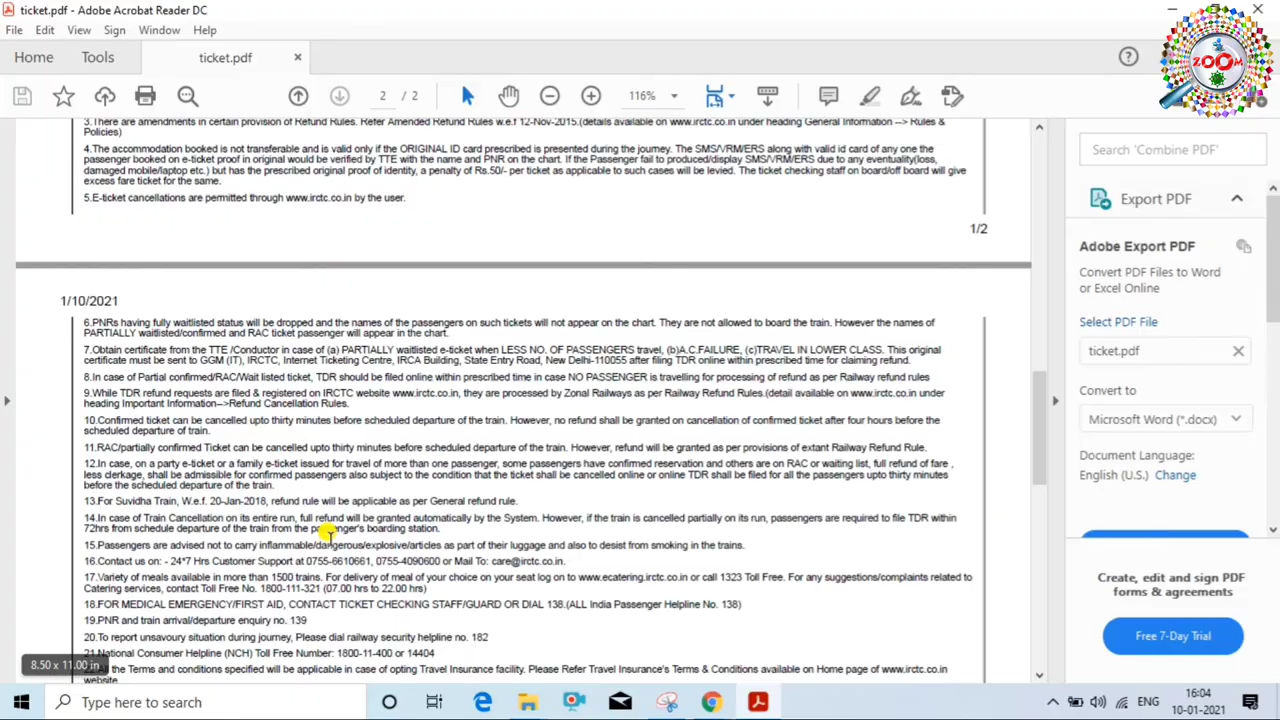 ticket.pdf - Adobe Acrobat Reader DC
File Edit View Sign Window Help
Home Tools ticket.pdf
ZOOM
2 / 2 116%
3.There are amendments in certain provision of Refund Rules. Refer Amended Refund Rules w.e.f 12-Nov-2015.(details available on www.irctc.co.in under heading General Information --> Rules &
Policies)
4.The accommodation booked is not transferable and is valid only if the ORIGINAL ID card prescribed is presented during the journey. The SMS/VRM/ERS along with valid id card of any one the
passenger booked on e-ticket proof in original would be verified by TTE with the name and PNR on the chart. If the Passenger fail to produced/display SMS/VRM/ERS due to any eventuality(loss,
damaged mobile/laptop etc.) but has the prescribed original proof of identity, a penalty of Rs.50/- per ticket as applicable to such cases will be levied. The ticket checking staff on board/off board will give
excess fare ticket for the same.
5.E-ticket cancellations are permitted through www.irctc.co.in by the user.
1/2
1/10/2021
6.PNRs having fully waitlisted status will be dropped and the names of the passengers on such tickets will not appear on the chart. They are not allowed to board the train. However the names of
PARTIALLY waitlisted/confirmed and RAC ticket passenger will appear in the chart.
7.Obtain certificate from the TTE /Conductor in case of (a) PARTIALLY waitlisted e-ticket when LESS NO. OF PASSENGERS travel, (b)A.C.FAILURE, (c)TRAVEL IN LOWER CLASS. This original
certificate must be sent to GGM (IT), IRCTC, Internet Ticketing Centre, IRCA Building, State Entry Road, New Delhi-110055 after filing TDR online within prescribed time for claiming refund.
8.In case of Partial confirmed/RAC/Wait listed ticket, TDR should be filed online within prescribed time in case NO PASSENGER is travelling for processing of refund as per Railway refund rules
9.While TDR refund requests are filed & registered on IRCTC website www.irctc.co.in, they are processed by Zonal Railways as per Railway Refund Rules.(detail available on www.irctc.co.in under
heading Important Information-->Refund Cancellation Rules.
10.Confirmed ticket can be cancelled upto thirty minutes before scheduled departure of the train. However, no refund shall be granted on cancellation of confirmed ticket after four hours before the
scheduled departure of train.
11.RAC/partially confirmed Ticket can be cancelled upto thirty minutes before scheduled departure of the train. However, refund will be granted as per provisions of extant Railway Refund Rule.
12.In case, on a party e-ticket or a family e-ticket issued for travel of more than one passenger, some passengers have confirmed reservation and others are on RAC or waiting list, full refund of fare ,
less clerkage, shall be admissible for confirmed passengers also subject to the condition that the ticket shall be cancelled online or online TDR shall be filed for all the passengers upto thirty minutes
before the scheduled departure of the train.
13.For Suvidha Train, W.e.f. 20-Jan-2018, refund rule will be applicable as per General refund rule.
14.In case of Train Cancellation on its entire run, full refund will be granted automatically by the System. However, if the train is cancelled partially on its run, passengers are required to file TDR within
72hrs from schedule departure of the train from the passenger's boarding station.
15.Passengers are advised not to carry inflammable/dangerous/explosive/articles as part of their luggage and also to desist from smoking in the trains.
16.Contact us on: - 24*7 Hrs Customer Support at 0755-6610661, 0755-4090600 or Mail To: care@irctc.co.in.
17.Variety of meals available in more than 1500 trains. For delivery of meal of your choice on your seat log on to www.ecatering.irctc.co.in or call 1323 Toll Free. For any suggestions/complaints related to
Catering services, contact Toll Free No. 1800-111-321 (07.00 hrs to 22.00 hrs)
18.FOR MEDICAL EMERGENCY/FIRST AID, CONTACT TICKET CHECKING STAFF/GUARD OR DIAL 138.(ALL India Passenger Helpline No. 138)
19.PNR and train arrival/departure enquiry no. 139
20.To report unsavoury situation during journey, Please dial railway security helpline no. 182
21.National Consumer Helpline (NCH) Toll Free Number: 1800-11-400 or 14404
All the Terms and conditions specified will be applicable in case of opting Travel Insurance facility. Please Refer Travel Insurance's Terms & Conditions available on Home page of www.irctc.co.in
website.
8.50 x 11.00 in
Search 'Combine PDF'
Export PDF
Adobe Export PDF
Convert PDF Files to Word
or Excel Online
Select PDF File
ticket.pdf
Convert to
Microsoft Word (*.docx)
Document Language:
English (U.S.) Change
Create, edit and sign PDF
forms & agreements
Free 7-Day Trial
Type here to search
ENG
16:04
10-01-2021